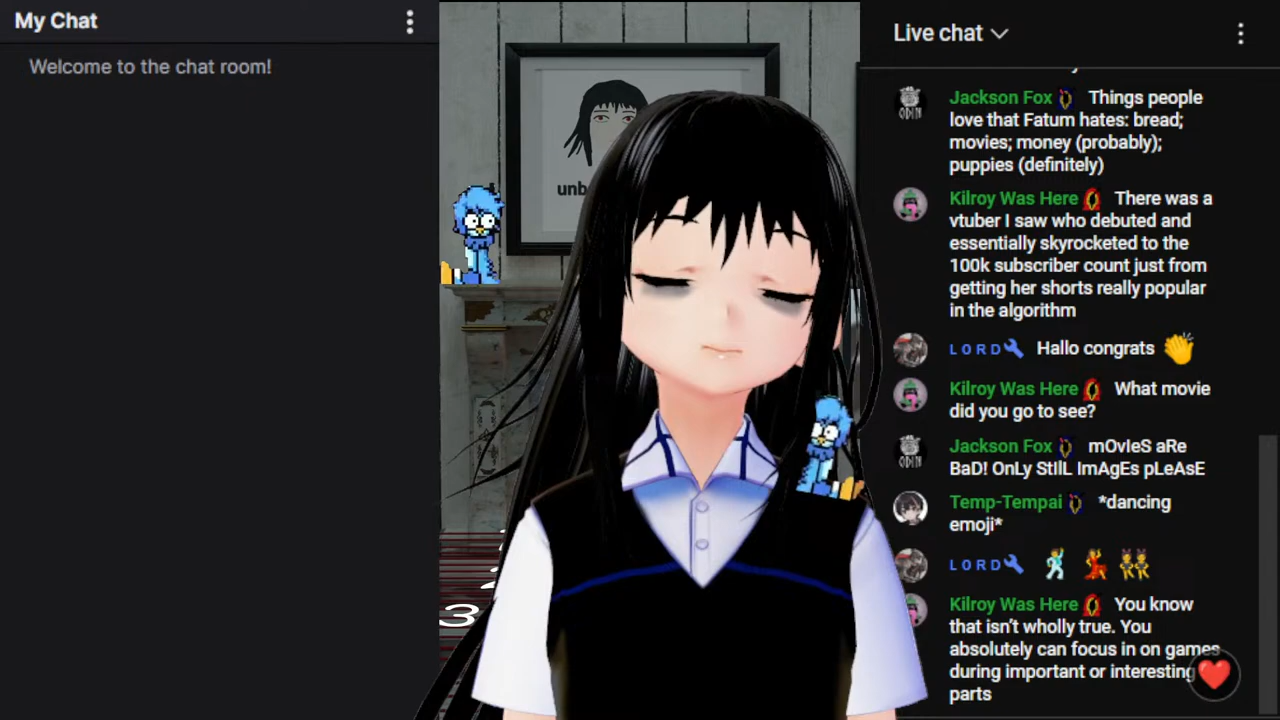 My Chat
Welcome to the chat room!
unb
3
Live chat
Jackson Fox Things people
love that Fatum hates: bread;
movies; money (probably);
puppies (definitely)
Kilroy Was Here There was a
vtuber I saw who debuted and
essentially skyrocketed to the
100k subscriber count just from
getting her shorts really popular
in the algorithm
L O R D Hallo congrats 👏
Kilroy Was Here What movie
did you go to see?
Jackson Fox mOvIeS aRe
BaD! OnLy StIlL ImAgEs pLeAsE
Temp-Tempai *dancing
emoji*
L O R D
Kilroy Was Here You know
that isn't wholly true. You
absolutely can focus in on games
during important or interesting
parts
ODIN
ODIN